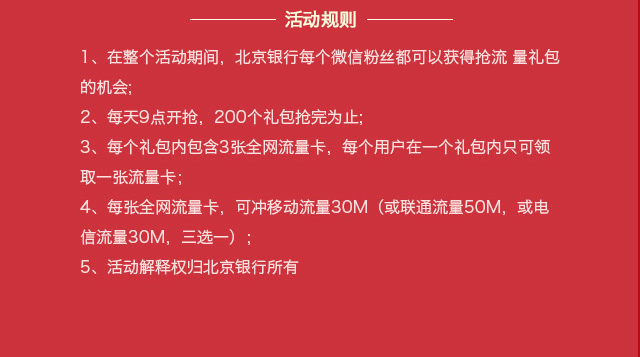 活动规则
1、在整个活动期间，北京银行每个微信粉丝都可以获得抢流 量礼包
的机会;
2、每天9点开抢，200个礼包抢完为止;
3、每个礼包内包含3张全网流量卡，每个用户在一个礼包内只可领
取一张流量卡；
4、每张全网流量卡，可冲移动流量30M（或联通流量50M，或电
信流量30M，三选一）；
5、活动解释权归北京银行所有